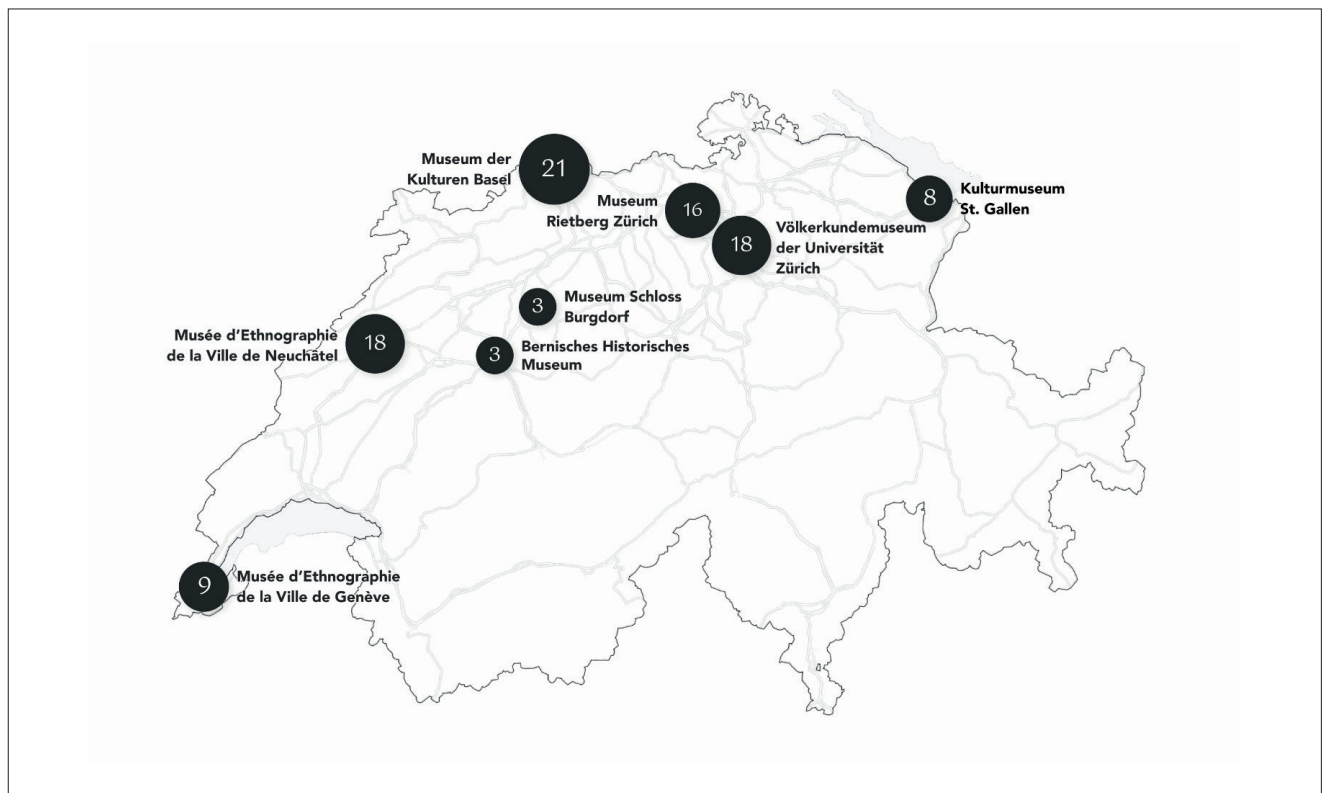 Museum der
Kulturen Basel
21
Museum
Rietberg Zürich
16
18
Völkerkundemuseum
der Universität
Zürich
8
Kulturmuseum
St. Gallen
3
Museum Schloss
Burgdorf
Musée d’Ethnographie
de la Ville de Neuchâtel
18
3
Bernisches Historisches
Museum
9
Musée d’Ethnographie
de la Ville de Genève